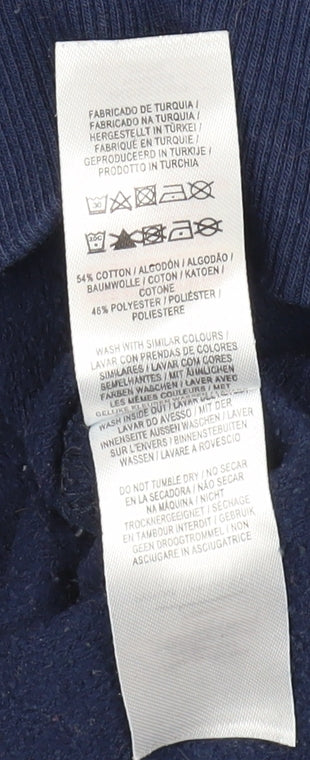 FABRICADO DE TURQUIA /
FABRICADO NA TURQUIA /
HERGESTELLT IN TÜRKEI /
FABRIQUÉ EN TURQUIE /
GEPRODUCEERD IN TURKIJE /
PRODOTTO IN TURCHIA
30
54% COTTON / ALGODÓN / ALGODÃO /
BAUMWOLLE / COTON / KATOEN /
COTONE
46% POLYESTER / POLIÉSTER /
POLIESTERE
WASH WITH SIMILAR COLOURS /
LAVAR CON PRENDAS DE COLORES
SIMILARES / LAVAR COM CORES
SEMELHANTES / MIT ÄHNLICHEN
FARBEN WASCHEN / LAVER AVEC
LES MÊMES COULEURS / MET
WASH INSIDE OUT / LAVAR DEL
LAVAR DO AVESSO / MIT DER
INNENSEITE AUSSEN WASCHEN / LAVER
SUR L'ENVERS / BINNENSTEBUITEN
WASSEN / LAVARE A ROVESCIO
DO NOT TUMBLE DRY / NO SECAR
EN LA SECADORA / NÃO SECAR
NA MÁQUINA / NICHT
TROCKNERGEEIGHET / SÉCHAGE
EN TAMBOUR INTERDIT / GEBRUIK
GEEN DROOGTROMMEL / NON
ASCIUGARE IN ASCIUGATRICE